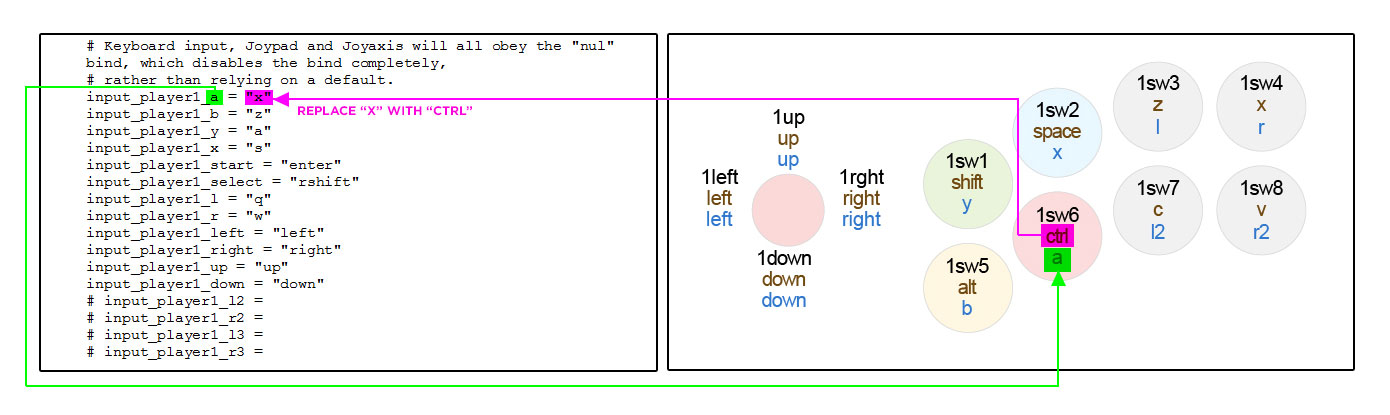 # Keyboard input, Joypad and Joyaxis will all obey the "nul"
bind, which disables the bind completely,
# rather than relying on a default.
input_player1_a = "x"
input_player1_b = "z"
input_player1_y = "a"
input_player1_x = "s"
input_player1_start = "enter"
input_player1_select = "rshift"
input_player1_l = "q"
input_player1_r = "w"
input_player1_left = "left"
input_player1_right = "right"
input_player1_up = "up"
input_player1_down = "down"
# input_player1_l2 =
# input_player1_r2 =
# input_player1_l3 =
# input_player1_r3 =
REPLACE “X” WITH “CTRL”
1up
up
up
1left
left
left
1rght
right
right
1down
down
down
1sw1
shift
y
1sw2
space
x
1sw3
z
l
1sw4
x
r
1sw5
alt
b
1sw6
ctrl
a
1sw7
c
l2
1sw8
v
r2